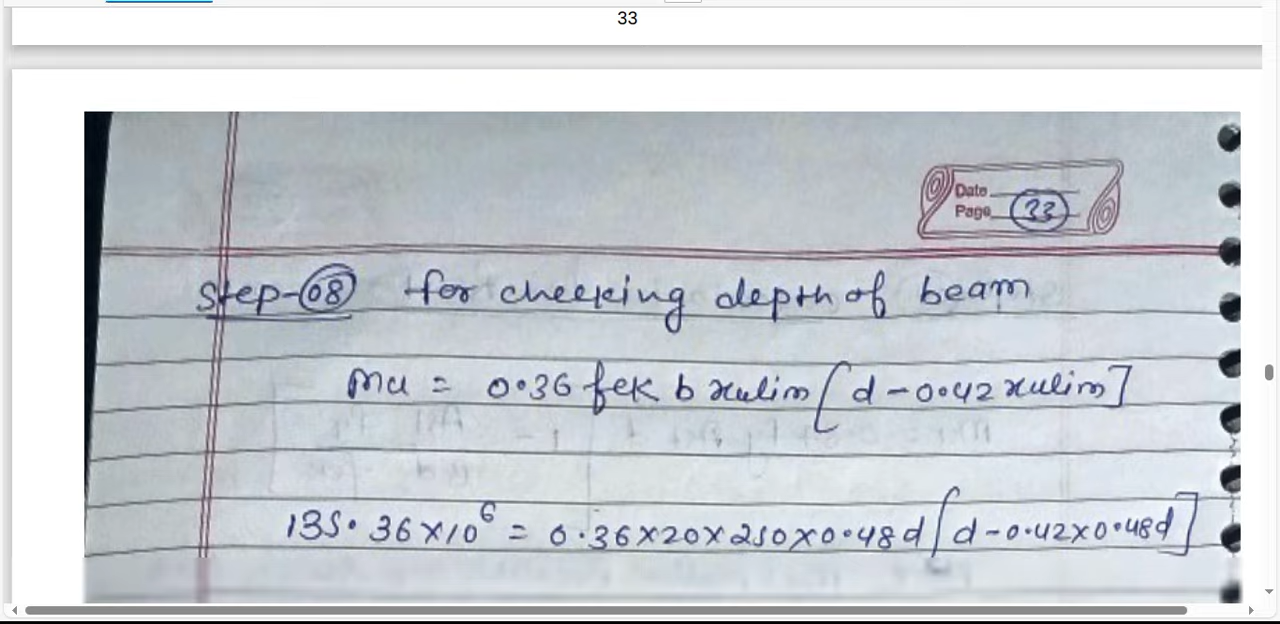 33
Date
Page 33
Step-08 for checking depth of beam
Mu = 0.36 fck b xulim [d - 0.42 xulim]
135.36 × 10⁶ = 0.36 × 20 × 250 × 0.48d [d - 0.42 × 0.48d]